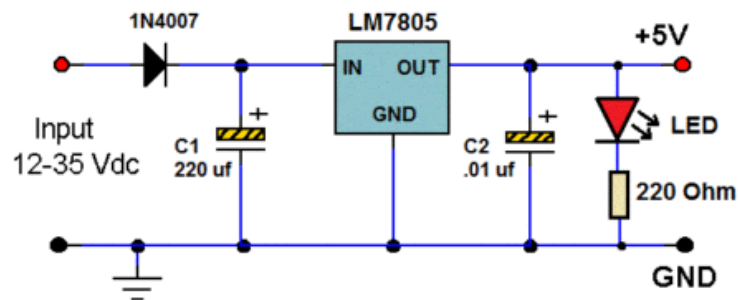 1N4007
LM7805
+5V
IN
OUT
GND
+
+
Input
12-35 Vdc
C1
220 uf
C2
.01 uf
LED
220 Ohm
GND